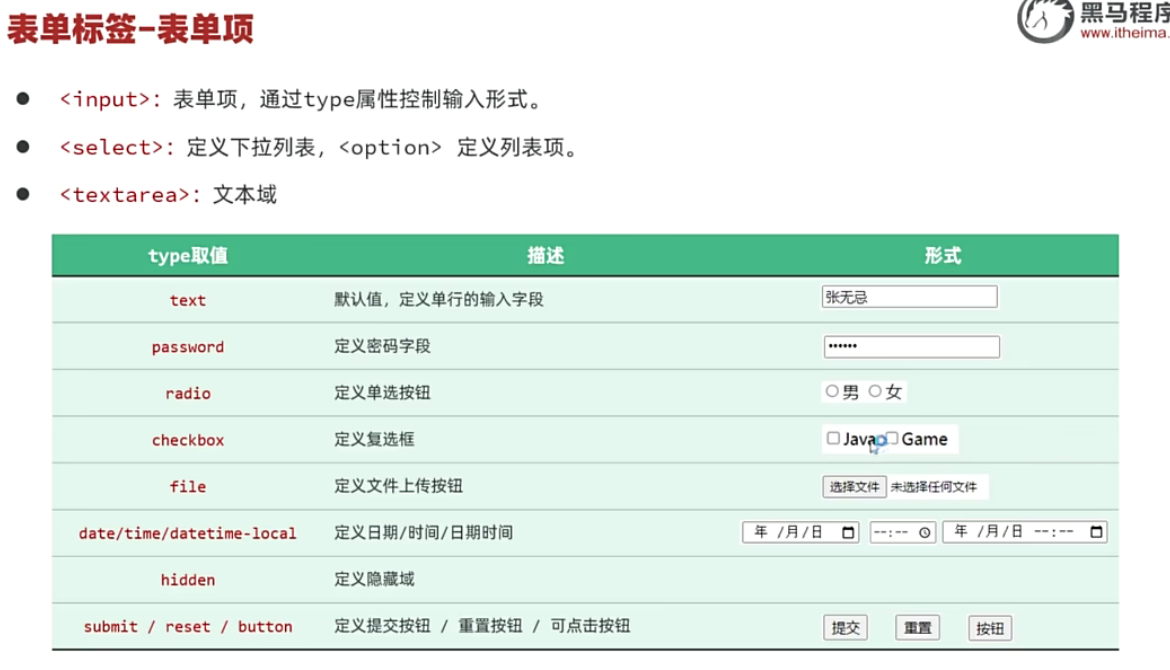 表单标签-表单项
黑马程序
www.itheima.
<input>：表单项，通过type属性控制输入形式。
<select>：定义下拉列表，<option> 定义列表项。
<textarea>：文本域
type取值 描述 形式
text 默认值，定义单行的输入字段 张无忌
password 定义密码字段 ••••••
radio 定义单选按钮 男 女
checkbox 定义复选框 Java Game
file 定义文件上传按钮 选择文件 未选择任何文件
date/time/datetime-local 定义日期/时间/日期时间 年 /月/日 --:-- 年 /月/日 --:--
hidden 定义隐藏域
submit / reset / button 定义提交按钮 / 重置按钮 / 可点击按钮 提交 重置 按钮